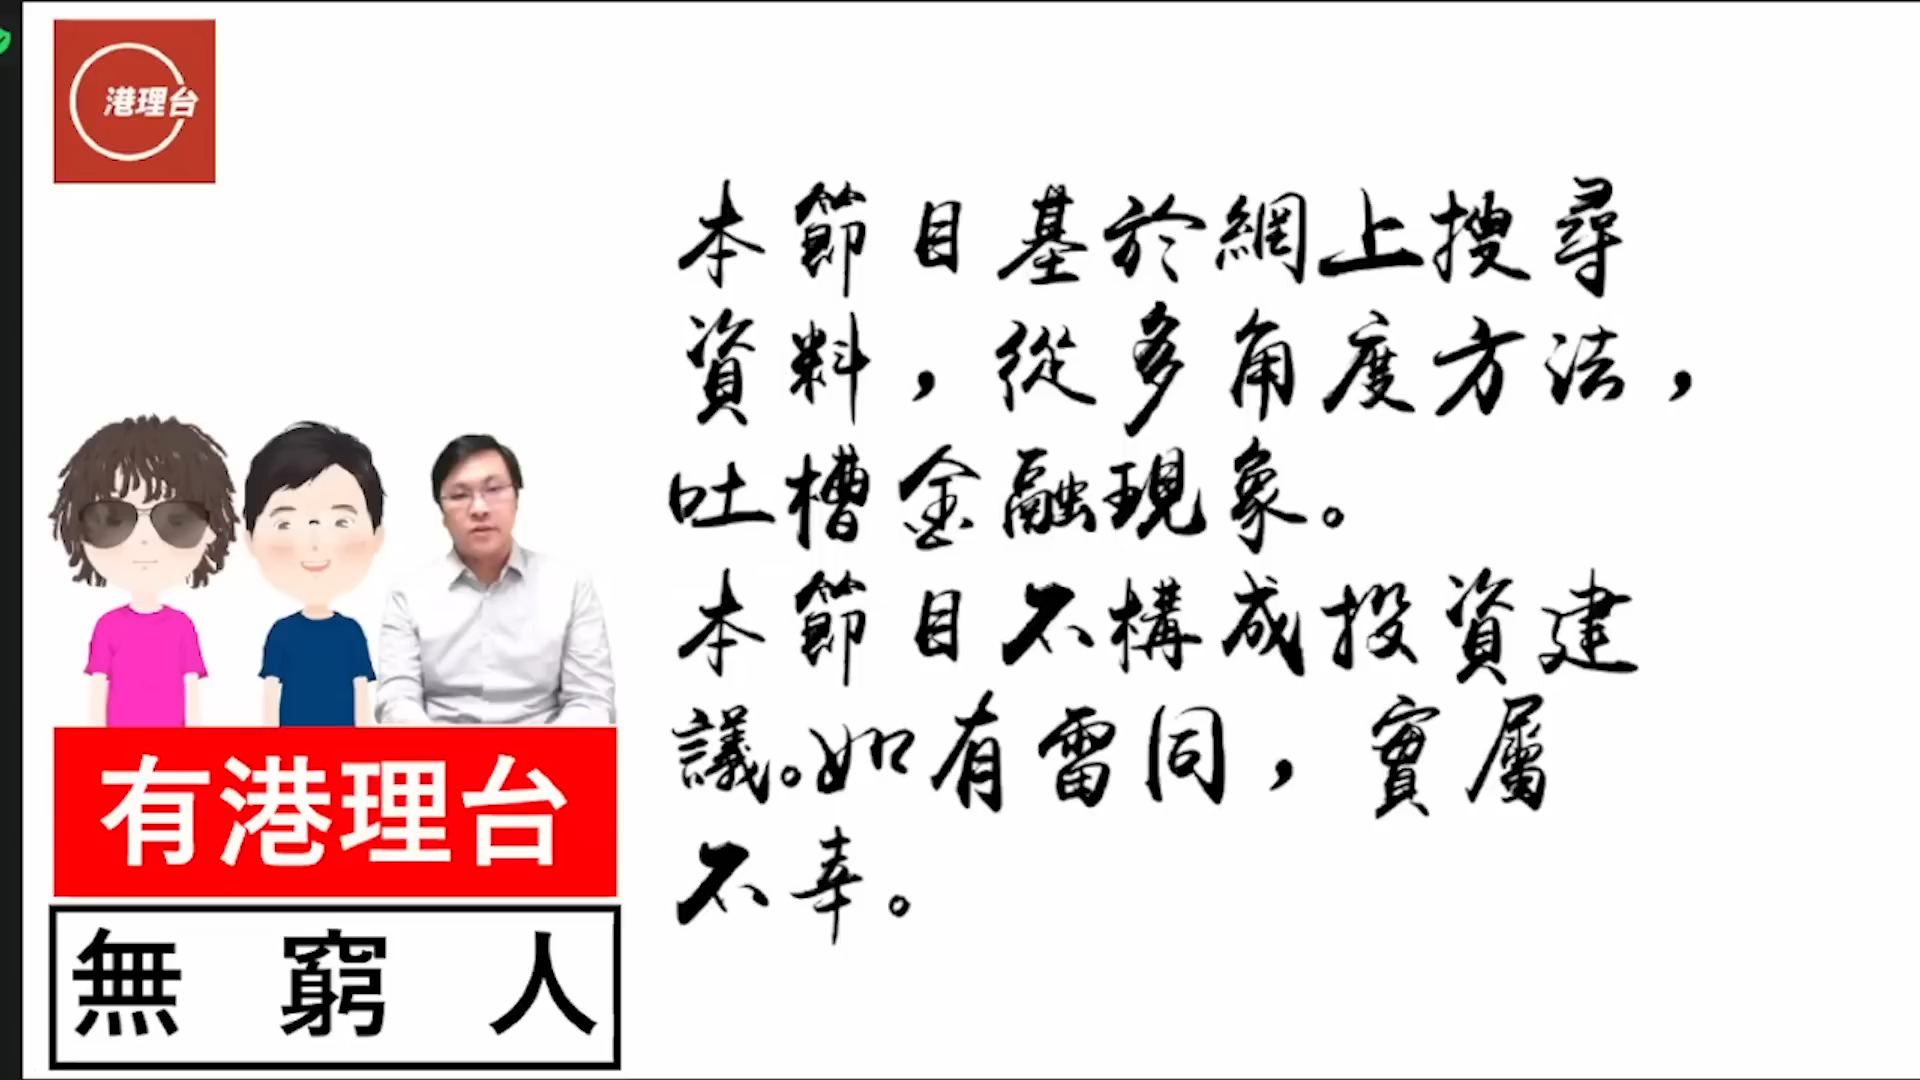 港理台
本節目基於網上搜尋
資料，從多角度方法，
吐槽金融現象。
本節目不構成投資建
議。如有雷同，實屬
不幸。
有港理台
無窮人